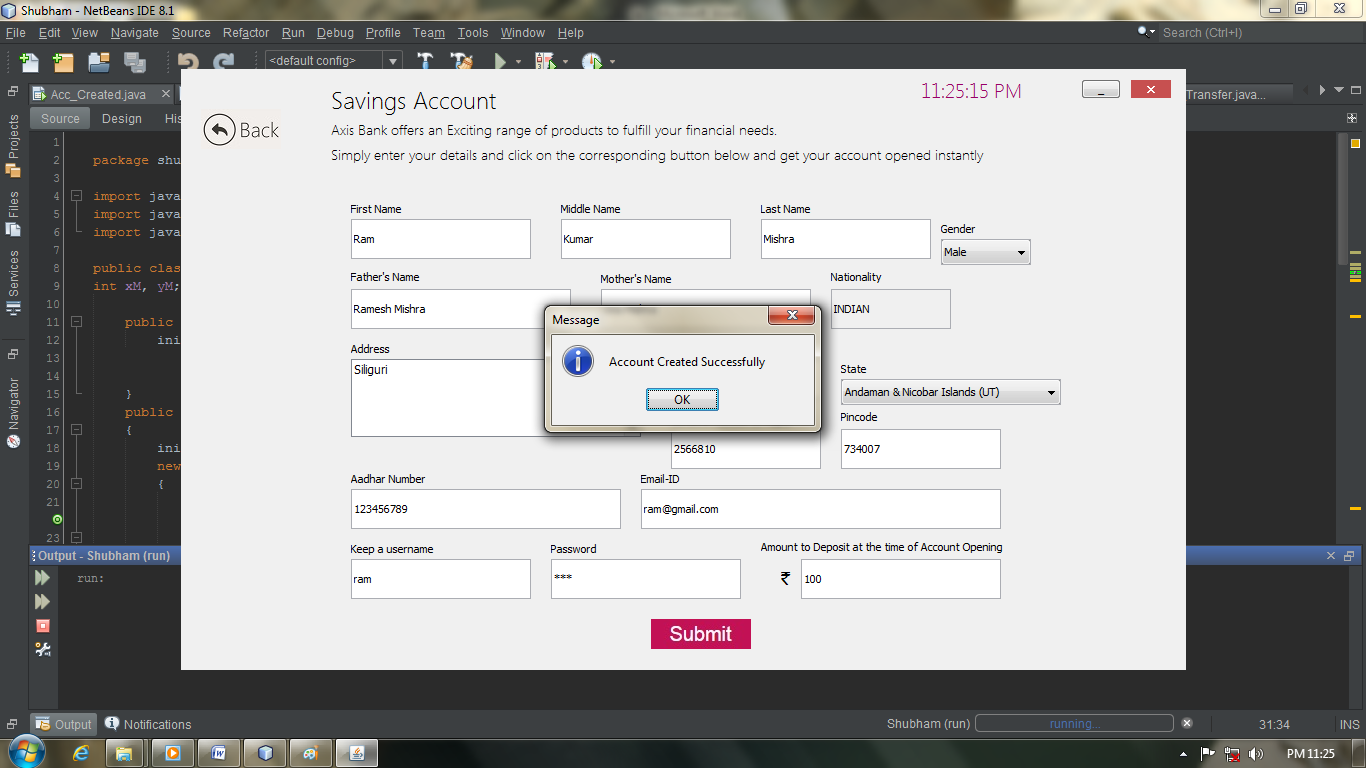 Shubham - NetBeans IDE 8.1
File Edit View Navigate Source Refactor Run Debug Profile Team Tools Window Help
Search (Ctrl+I)
<default config>
Acc_Created.java
Transfer.java...
Source Design His
Projects
Files
Services
Navigator
1
2 package shu
3
4 import java
5 import java
6 import java
7
8 public clas
9 int xM, yM;
10
11 public
12 ini
13
14
15 }
16 public
17 {
18 ini
19 new
20 {
21
23
11:25:15 PM
Back
Savings Account
Axis Bank offers an Exciting range of products to fulfill your financial needs.
Simply enter your details and click on the corresponding button below and get your account opened instantly
First Name Middle Name Last Name
Gender
Ram Kumar Mishra
Male
Father's Name Mother's Name Nationality
Ramesh Mishra INDIAN
Message
Account Created Successfully
OK
Address
Siliguri
State
Andaman & Nicobar Islands (UT)
Pincode
2566810 734007
Aadhar Number Email-ID
123456789 ram@gmail.com
Keep a username Password Amount to Deposit at the time of Account Opening
ram *** ₹ 100
Submit
Output - Shubham (run)
run:
Output Notifications
Shubham (run) running... 31:34 INS
PM 11:25